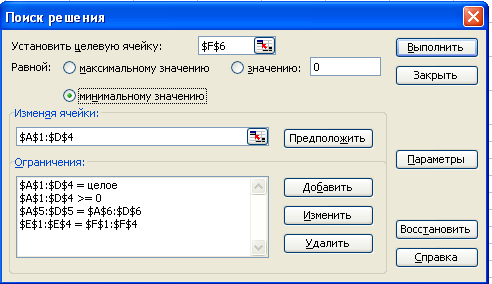 Поиск решения
Установить целевую ячейку: $F$6 Выполнить
Равной: максимальному значению значению: 0 Закрыть
минимальному значению
Изменяя ячейки:
$A$1:$D$4 Предположить
Ограничения: Параметры
$A$1:$D$4 = целое Добавить
$A$1:$D$4 >= 0
$A$5:$D$5 = $A$6:$D$6 Изменить
$E$1:$E$4 = $F$1:$F$4 Восстановить
Удалить
Справка